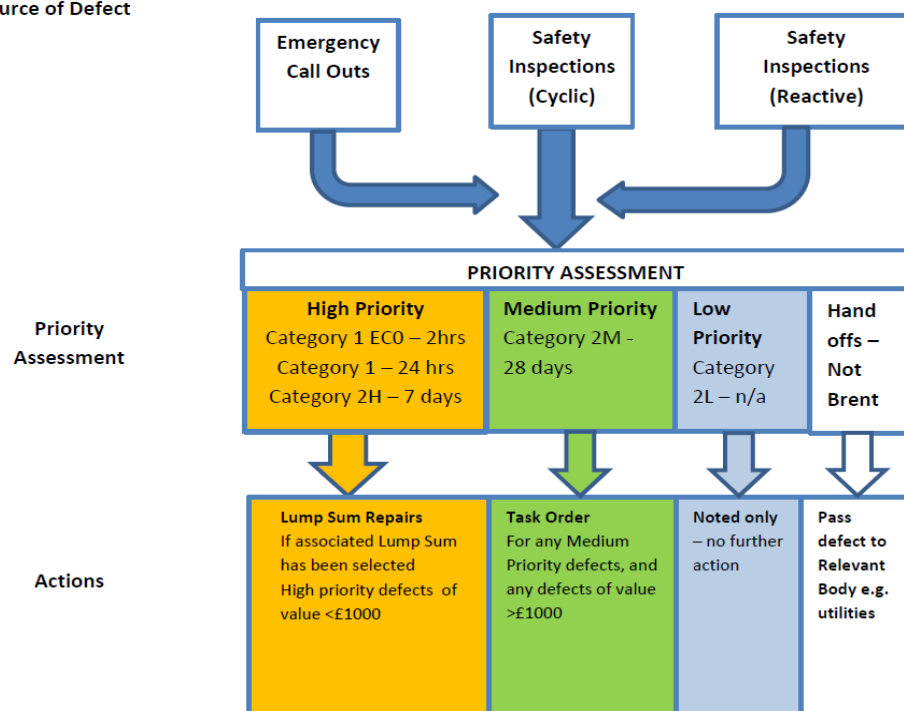 urce of Defect
Emergency
Call Outs
Safety
Inspections
(Cyclic)
Safety
Inspections
(Reactive)
PRIORITY ASSESSMENT
Priority
Assessment
High Priority
Category 1 EC0 – 2hrs
Category 1 – 24 hrs
Category 2H – 7 days
Medium Priority
Category 2M -
28 days
Low
Priority
Category
2L – n/a
Hand
offs –
Not
Brent
Actions
Lump Sum Repairs
If associated Lump Sum
has been selected
High priority defects of
value <£1000
Task Order
For any Medium
Priority defects, and
any defects of value
>£1000
Noted only
– no further
action
Pass
defect to
Relevant
Body e.g.
utilities